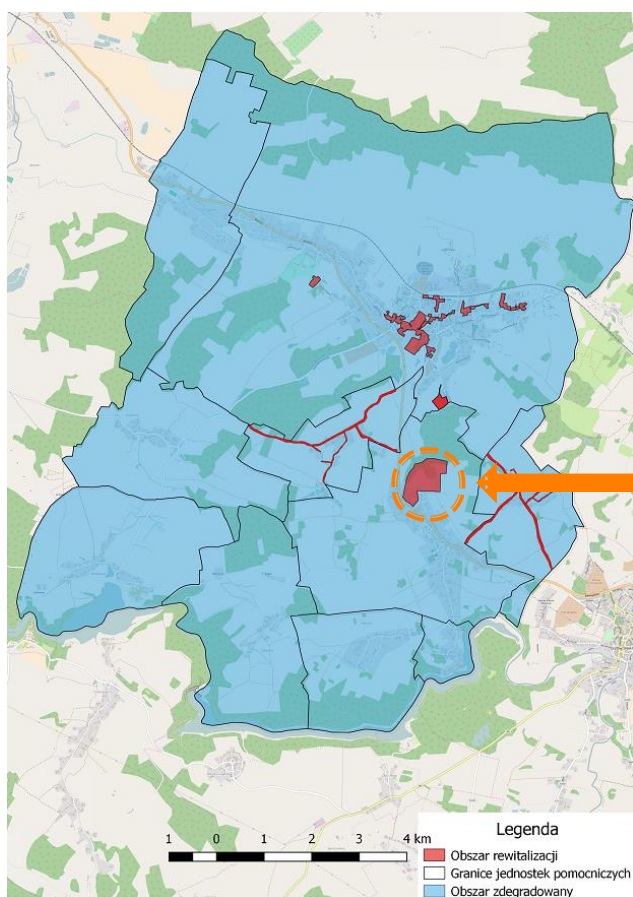 1 0 1 2 3 4 km
Legenda
Obszar rewitalizacji
Granice jednostek pomocniczych
Obszar zdegradowany